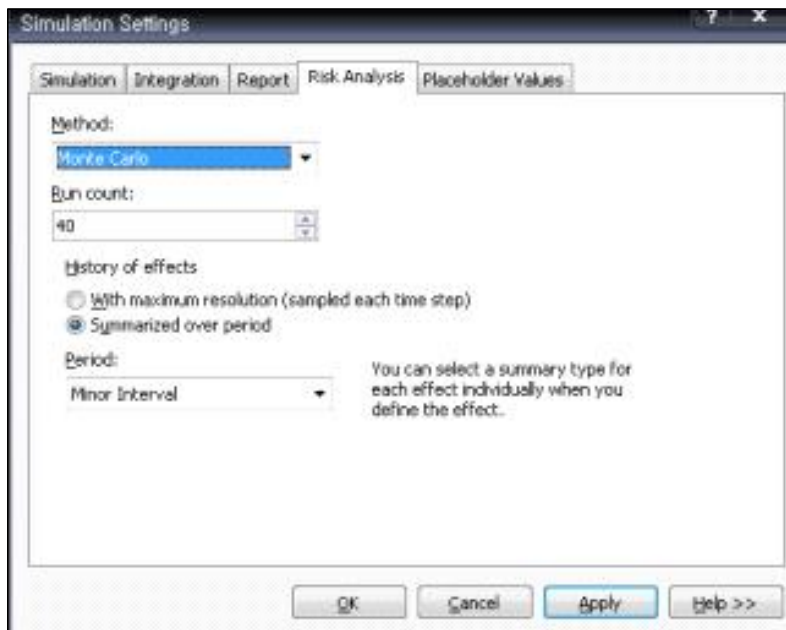 Simulation Settings
? X
Simulation Integration Report Risk Analysis Placeholder Values
Method:
Monte Carlo
Run count:
40
History of effects
With maximum resolution (sampled each time step)
Summarized over period
Period:
Minor Interval
You can select a summary type for
each effect individually when you
define the effect.
OK Cancel Apply Help >>